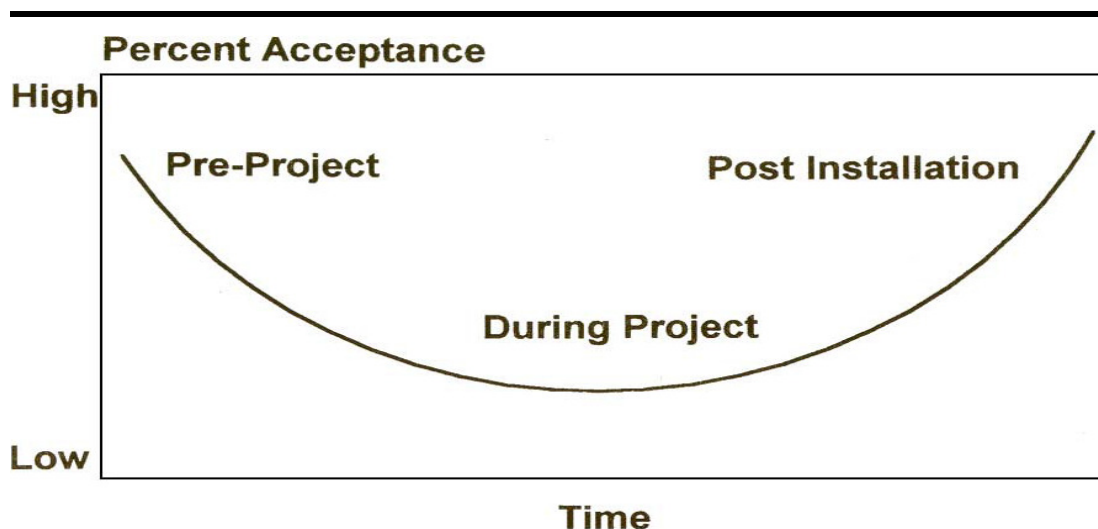 Percent Acceptance
High
Pre-Project
Post Installation
During Project
Low
Time